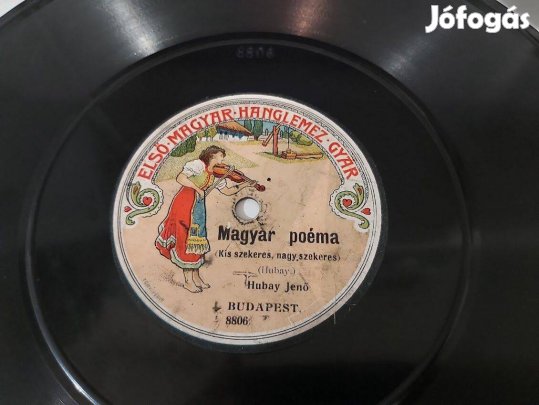 Jófogás
8806
ELSŐ·MAGYAR·HANGLEMEZ·GYÁR
Magyar poéma
(Kis szekeres, nagy szekeres)
(Hubay.)
Hubay Jenő
BUDAPEST.
8806